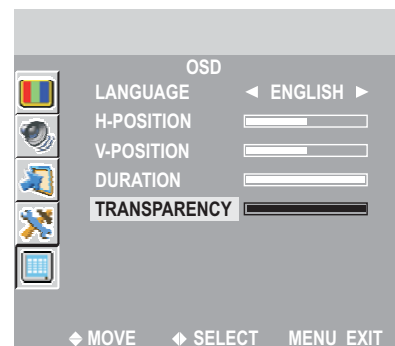 OSD
LANGUAGE ◄ ENGLISH ►
H-POSITION
V-POSITION
DURATION
TRANSPARENCY
MOVE SELECT MENU EXIT